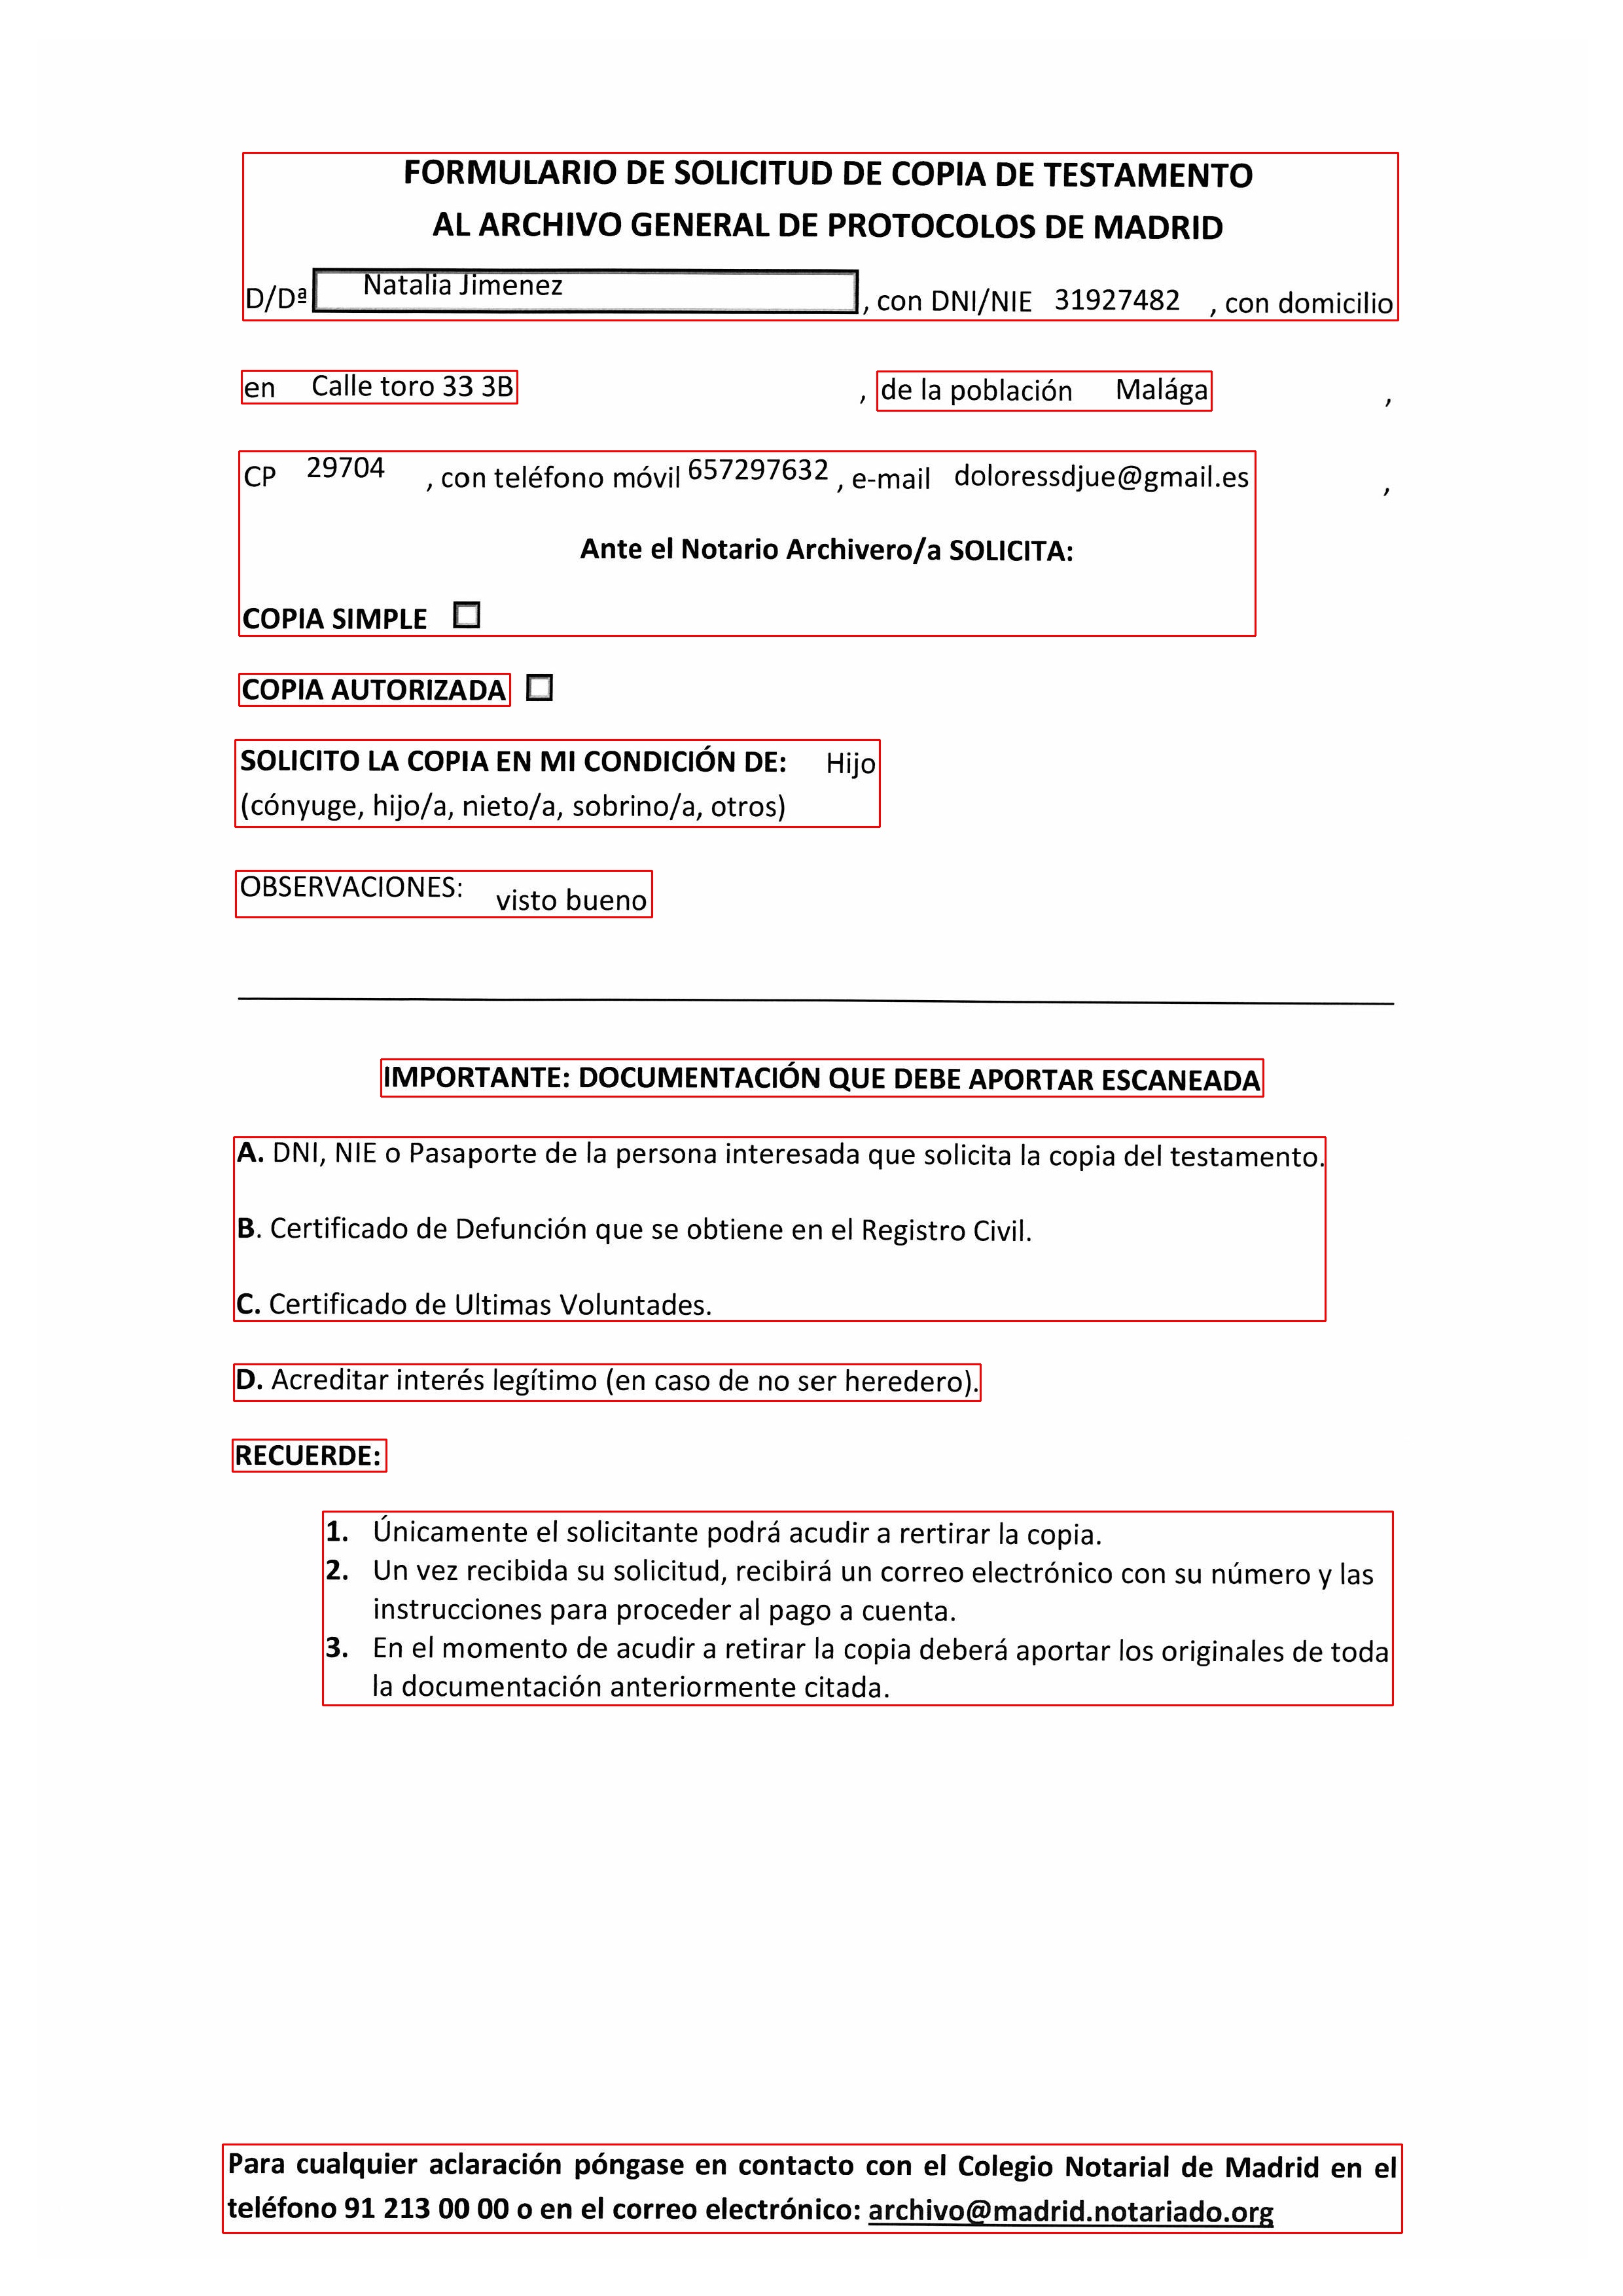 FORMULARIO DE SOLICITUD DE COPIA DE TESTAMENTO
AL ARCHIVO GENERAL DE PROTOCOLOS DE MADRID
D/Dª Natalia Jimenez , con DNI/NIE 31927482 , con domicilio
en Calle toro 33 3B , de la población Malága ,
CP 29704 , con teléfono móvil 657297632 , e-mail doloressdjue@gmail.es ,
Ante el Notario Archivero/a SOLICITA:
COPIA SIMPLE ☐
COPIA AUTORIZADA ☐
SOLICITO LA COPIA EN MI CONDICIÓN DE: Hijo
(cónyuge, hijo/a, nieto/a, sobrino/a, otros)
OBSERVACIONES: visto bueno
IMPORTANTE: DOCUMENTACIÓN QUE DEBE APORTAR ESCANEADA
A. DNI, NIE o Pasaporte de la persona interesada que solicita la copia del testamento.
B. Certificado de Defunción que se obtiene en el Registro Civil.
C. Certificado de Ultimas Voluntades.
D. Acreditar interés legítimo (en caso de no ser heredero).
RECUERDE:
1. Únicamente el solicitante podrá acudir a rertirar la copia.
2. Un vez recibida su solicitud, recibirá un correo electrónico con su número y las
instrucciones para proceder al pago a cuenta.
3. En el momento de acudir a retirar la copia deberá aportar los originales de toda
la documentación anteriormente citada.
Para cualquier aclaración póngase en contacto con el Colegio Notarial de Madrid en el
teléfono 91 213 00 00 o en el correo electrónico: archivo@madrid.notariado.org